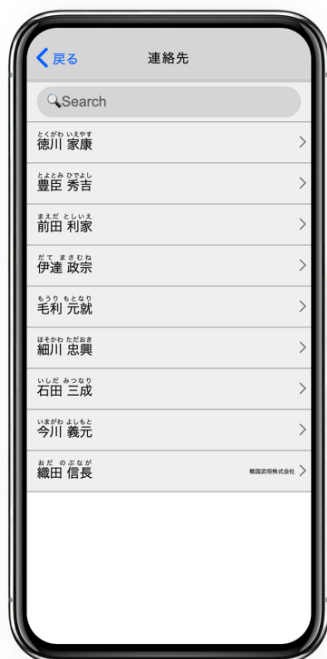 戻る 連絡先
Search
とくがわ いえやす
徳川 家康
とよとみ ひでよし
豊臣 秀吉
まえだ としいえ
前田 利家
だて まさむね
伊達 政宗
もうり もとなり
毛利 元就
ほそかわ ただおき
細川 忠興
いしだ みつなり
石田 三成
いまがわ よしもと
今川 義元
おだ のぶなが
織田 信長 戦国武将株式会社